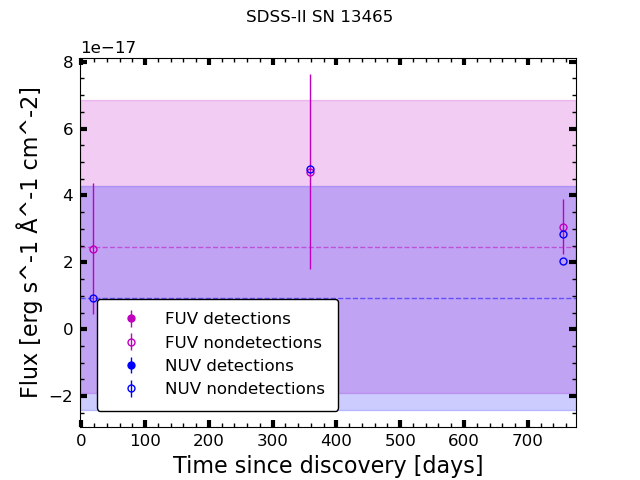 SDSS-II SN 13465
1e−17
8
6
4
2
0
−2
Flux [erg s^-1 Å^-1 cm^-2]
FUV detections
FUV nondetections
NUV detections
NUV nondetections
0 100 200 300 400 500 600 700
Time since discovery [days]